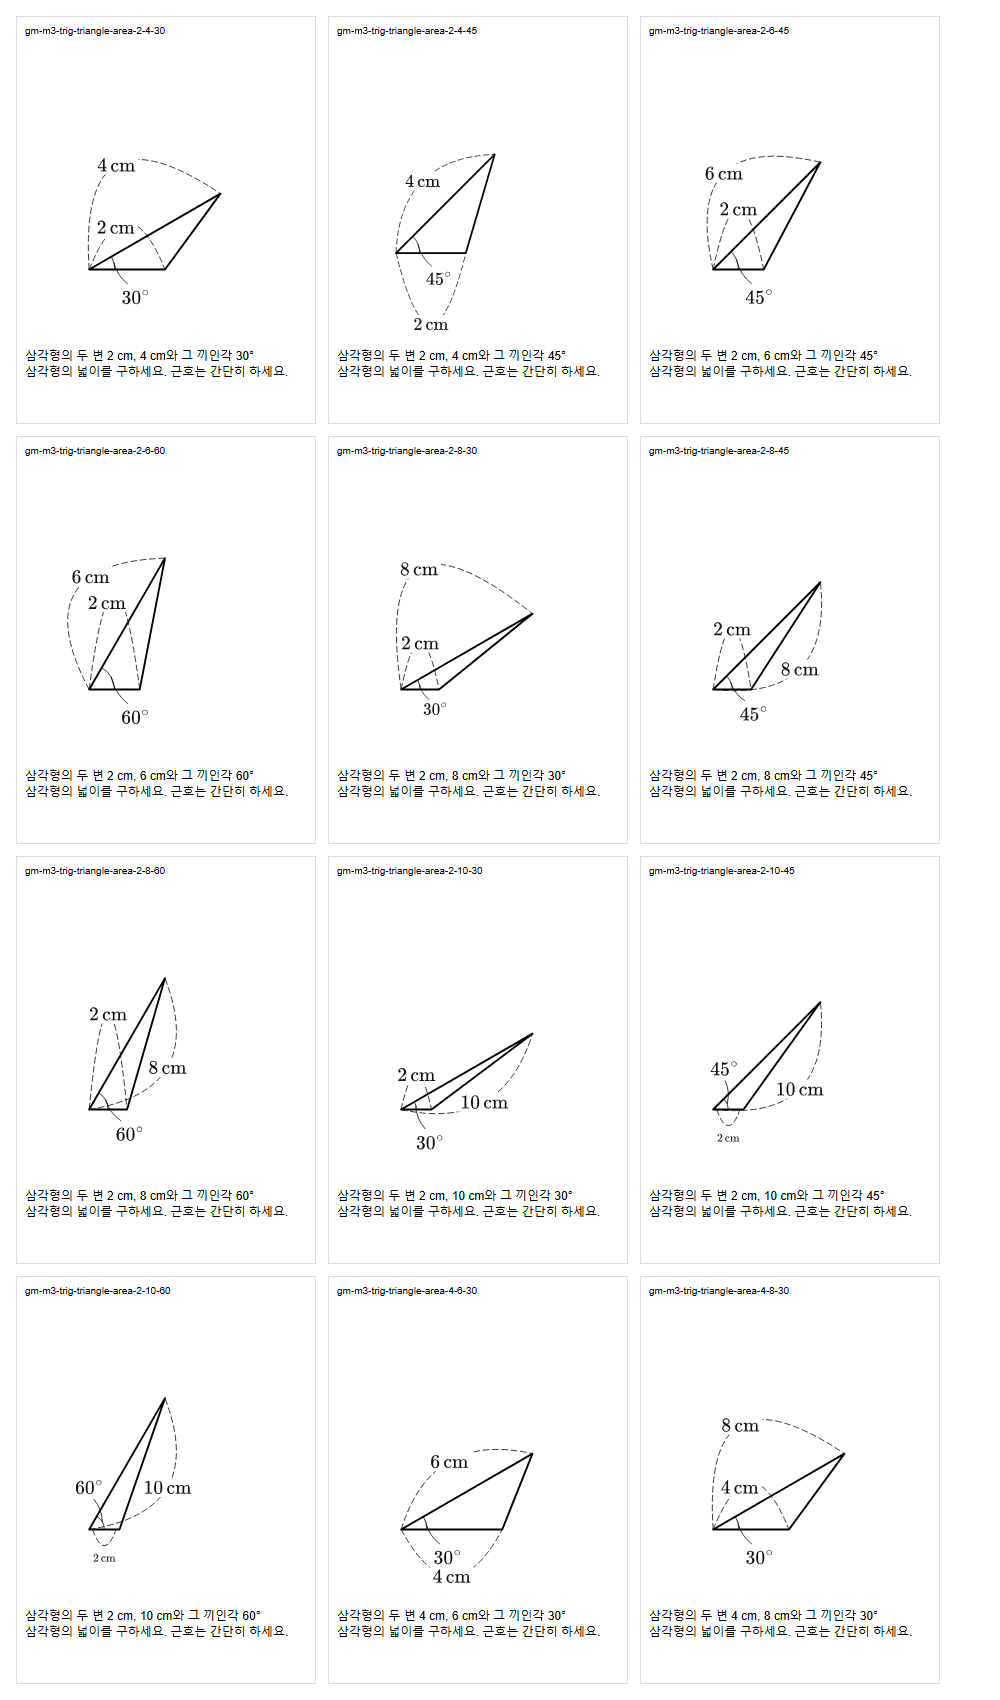 gm-m3-trig-triangle-area-2-4-30
4 cm
2 cm
30°
삼각형의 두 변 2 cm, 4 cm와 그 끼인각 30°
삼각형의 넓이를 구하세요. 근호는 간단히 하세요.
gm-m3-trig-triangle-area-2-4-45
4 cm
45°
2 cm
삼각형의 두 변 2 cm, 4 cm와 그 끼인각 45°
삼각형의 넓이를 구하세요. 근호는 간단히 하세요.
gm-m3-trig-triangle-area-2-6-45
6 cm
2 cm
45°
삼각형의 두 변 2 cm, 6 cm와 그 끼인각 45°
삼각형의 넓이를 구하세요. 근호는 간단히 하세요.
gm-m3-trig-triangle-area-2-6-60
6 cm
2 cm
60°
삼각형의 두 변 2 cm, 6 cm와 그 끼인각 60°
삼각형의 넓이를 구하세요. 근호는 간단히 하세요.
gm-m3-trig-triangle-area-2-8-30
8 cm
2 cm
30°
삼각형의 두 변 2 cm, 8 cm와 그 끼인각 30°
삼각형의 넓이를 구하세요. 근호는 간단히 하세요.
gm-m3-trig-triangle-area-2-8-45
2 cm
8 cm
45°
삼각형의 두 변 2 cm, 8 cm와 그 끼인각 45°
삼각형의 넓이를 구하세요. 근호는 간단히 하세요.
gm-m3-trig-triangle-area-2-8-60
2 cm
8 cm
60°
삼각형의 두 변 2 cm, 8 cm와 그 끼인각 60°
삼각형의 넓이를 구하세요. 근호는 간단히 하세요.
gm-m3-trig-triangle-area-2-10-30
2 cm
10 cm
30°
삼각형의 두 변 2 cm, 10 cm와 그 끼인각 30°
삼각형의 넓이를 구하세요. 근호는 간단히 하세요.
gm-m3-trig-triangle-area-2-10-45
45°
10 cm
2 cm
삼각형의 두 변 2 cm, 10 cm와 그 끼인각 45°
삼각형의 넓이를 구하세요. 근호는 간단히 하세요.
gm-m3-trig-triangle-area-2-10-60
60°
10 cm
2 cm
삼각형의 두 변 2 cm, 10 cm와 그 끼인각 60°
삼각형의 넓이를 구하세요. 근호는 간단히 하세요.
gm-m3-trig-triangle-area-4-6-30
6 cm
30°
4 cm
삼각형의 두 변 4 cm, 6 cm와 그 끼인각 30°
삼각형의 넓이를 구하세요. 근호는 간단히 하세요.
gm-m3-trig-triangle-area-4-8-30
8 cm
4 cm
30°
삼각형의 두 변 4 cm, 8 cm와 그 끼인각 30°
삼각형의 넓이를 구하세요. 근호는 간단히 하세요.